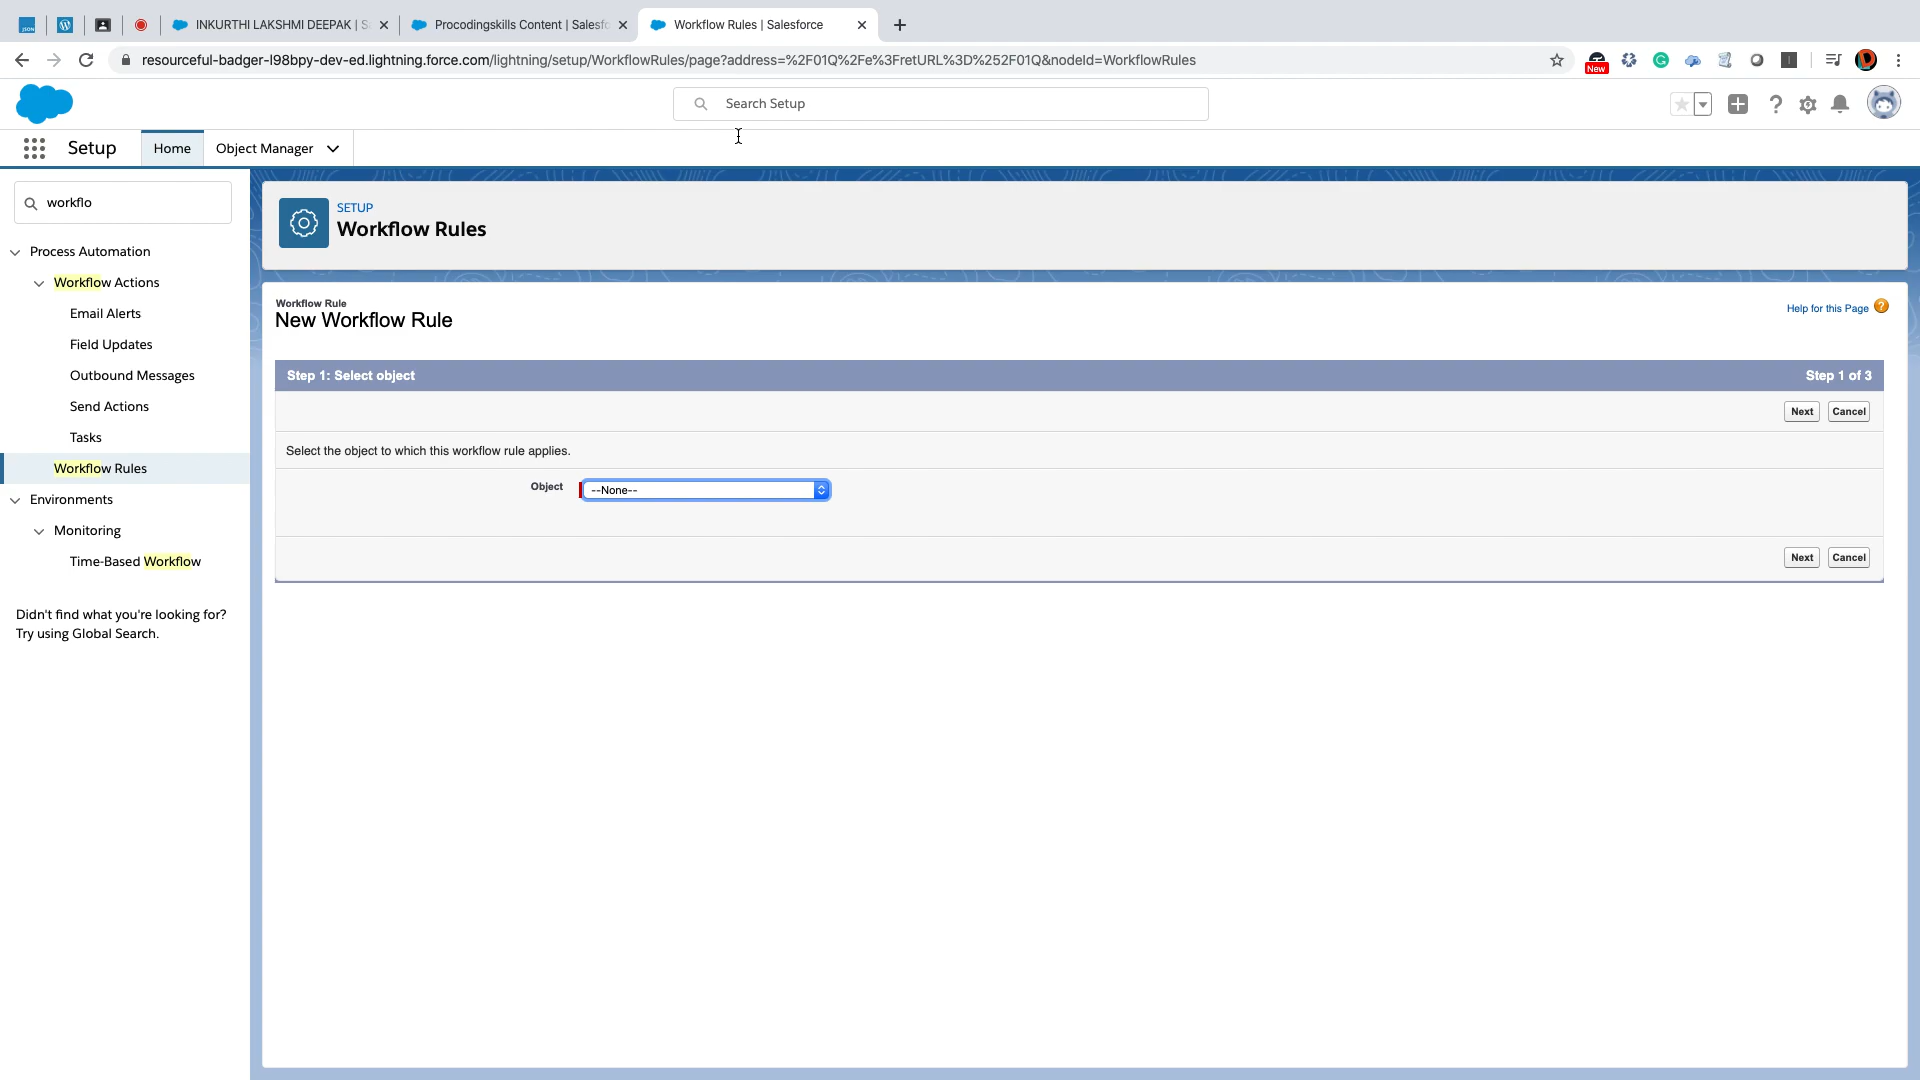 INKURTHI LAKSHMI DEEPAK | S
Procodingskills Content | Salesfc
Workflow Rules | Salesforce
resourceful-badger-l98bpy-dev-ed.lightning.force.com/lightning/setup/WorkflowRules/page?address=%2F01Q%2Fe%3FretURL%3D%252F01Q&nodeId=WorkflowRules
New
Search Setup
Setup
Home
Object Manager
workflo
Process Automation
Workflow Actions
Email Alerts
Field Updates
Outbound Messages
Send Actions
Tasks
Workflow Rules
Environments
Monitoring
Time-Based Workflow
Didn't find what you're looking for?
Try using Global Search.
SETUP
Workflow Rules
Workflow Rule
New Workflow Rule
Help for this Page
Step 1: Select object
Step 1 of 3
Next
Cancel
Select the object to which this workflow rule applies.
Object
--None--
Next
Cancel